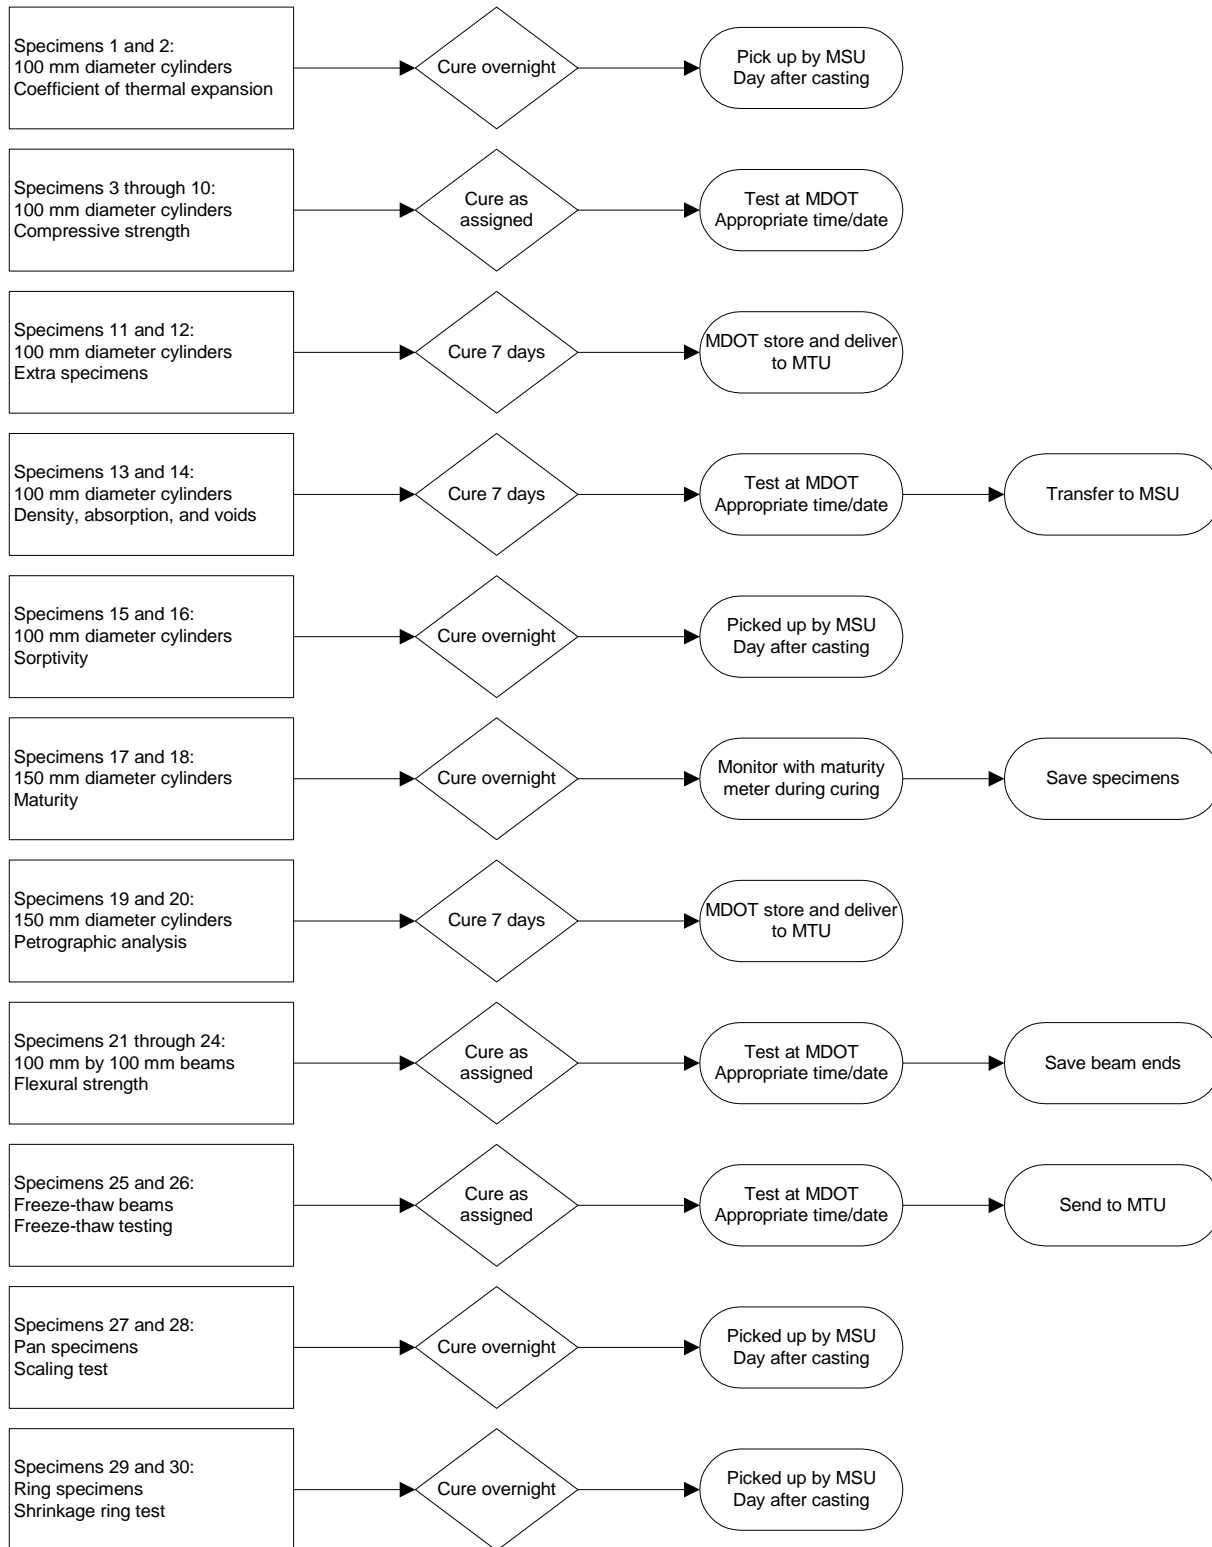 Specimens 1 and 2:
100 mm diameter cylinders
Coefficient of thermal expansion
Cure overnight
Pick up by MSU
Day after casting
Specimens 3 through 10:
100 mm diameter cylinders
Compressive strength
Cure as
assigned
Test at MDOT
Appropriate time/date
Specimens 11 and 12:
100 mm diameter cylinders
Extra specimens
Cure 7 days
MDOT store and deliver
to MTU
Specimens 13 and 14:
100 mm diameter cylinders
Density, absorption, and voids
Cure 7 days
Test at MDOT
Appropriate time/date
Transfer to MSU
Specimens 15 and 16:
100 mm diameter cylinders
Sorptivity
Cure overnight
Picked up by MSU
Day after casting
Specimens 17 and 18:
150 mm diameter cylinders
Maturity
Cure overnight
Monitor with maturity
meter during curing
Save specimens
Specimens 19 and 20:
150 mm diameter cylinders
Petrographic analysis
Cure 7 days
MDOT store and deliver
to MTU
Specimens 21 through 24:
100 mm by 100 mm beams
Flexural strength
Cure as
assigned
Test at MDOT
Appropriate time/date
Save beam ends
Specimens 25 and 26:
Freeze-thaw beams
Freeze-thaw testing
Cure as
assigned
Test at MDOT
Appropriate time/date
Send to MTU
Specimens 27 and 28:
Pan specimens
Scaling test
Cure overnight
Picked up by MSU
Day after casting
Specimens 29 and 30:
Ring specimens
Shrinkage ring test
Cure overnight
Picked up by MSU
Day after casting